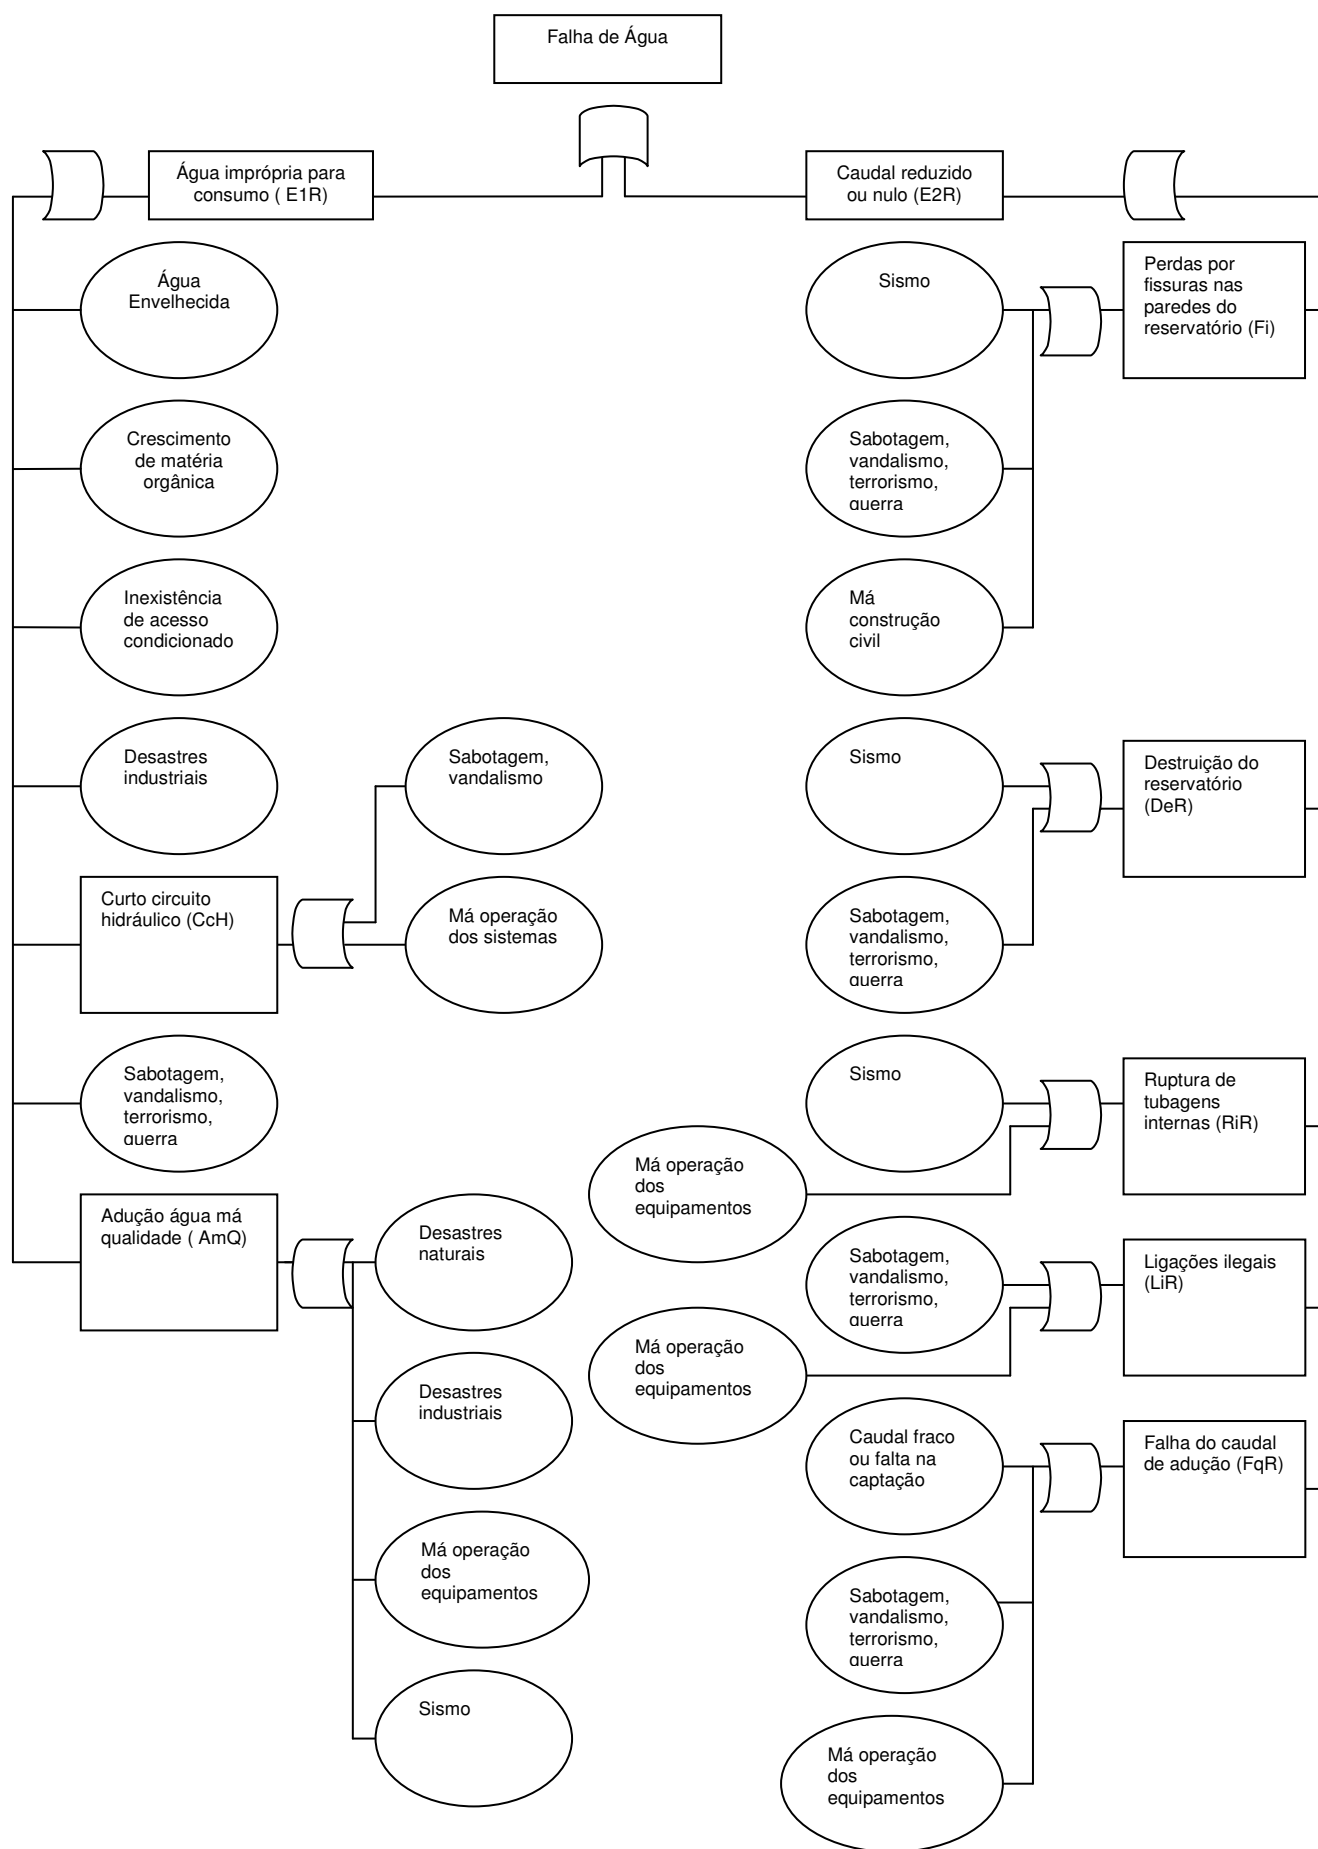 Falha de Água
Água imprópria para
consumo ( E1R)
Caudal reduzido
ou nulo (E2R)
Água
Envelhecida
Crescimento
de matéria
orgânica
Inexistência
de acesso
condicionado
Desastres
industriais
Curto circuito
hidráulico (CcH)
Sabotagem,
vandalismo
Má operação
dos sistemas
Sabotagem,
vandalismo,
terrorismo,
guerra
Adução água má
qualidade ( AmQ)
Desastres
naturais
Desastres
industriais
Má operação
dos
equipamentos
Sismo
Sismo
Perdas por
fissuras nas
paredes do
reservatório (Fi)
Sabotagem,
vandalismo,
terrorismo,
guerra
Má
construção
civil
Sismo
Destruição do
reservatório
(DeR)
Sabotagem,
vandalismo,
terrorismo,
guerra
Sismo
Ruptura de
tubagens
internas (RiR)
Má operação
dos
equipamentos
Sabotagem,
vandalismo,
terrorismo,
guerra
Ligações ilegais
(LiR)
Má operação
dos
equipamentos
Caudal fraco
ou falta na
captação
Falha do caudal
de adução (FqR)
Sabotagem,
vandalismo,
terrorismo,
guerra
Má operação
dos
equipamentos